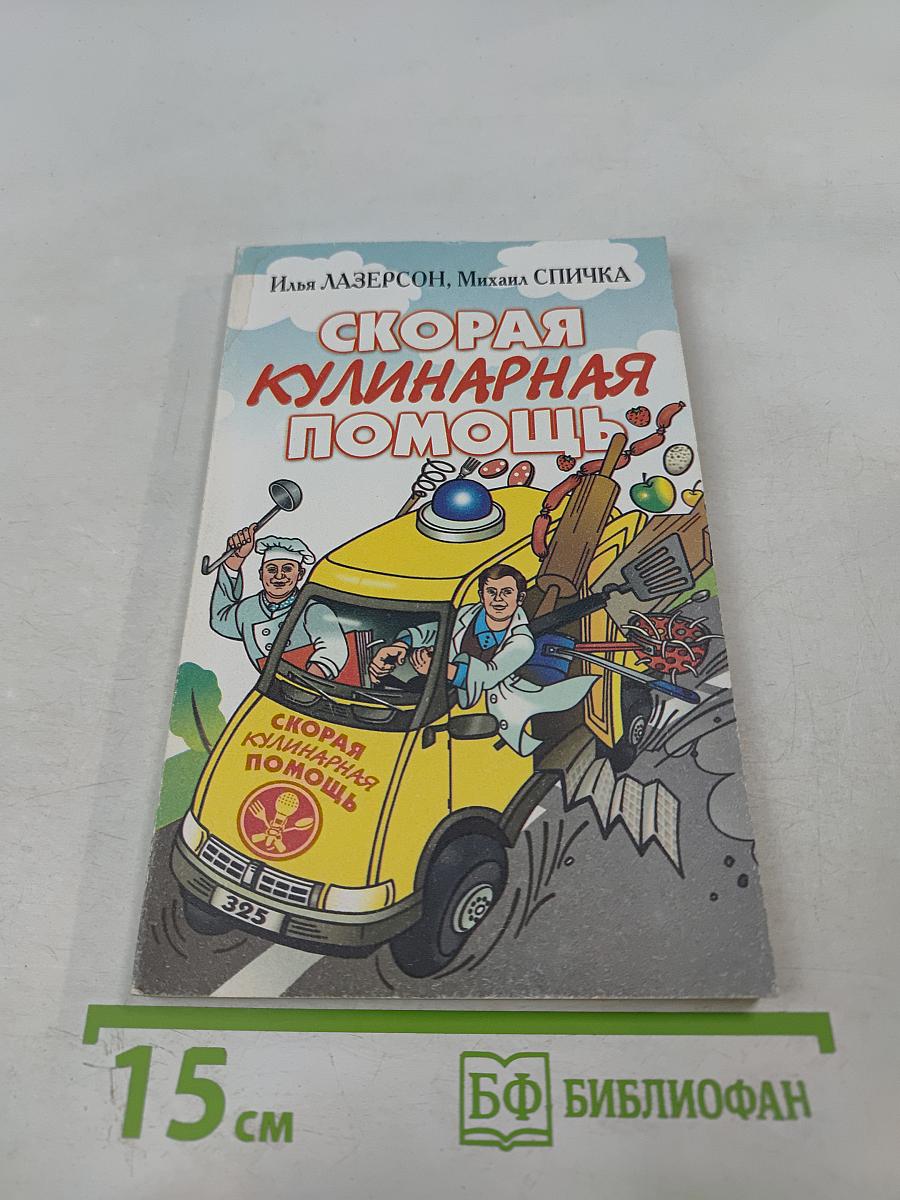 Илья ЛАЗЕРСОН, Михаил СПИЧКА
СКОРАЯ
КУЛИНАРНАЯ
ПОМОЩЬ
СКОРАЯ
КУЛИНАРНАЯ
ПОМОЩЬ
325
15 см
БФ БИБЛИОФАН